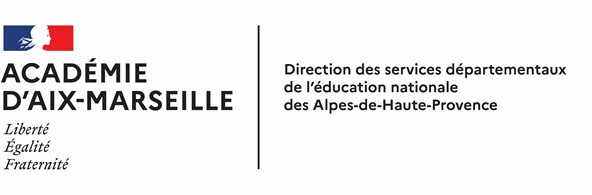 ACADÉMIE
D'AIX-MARSEILLE
Liberté
Égalité
Fraternité
Direction des services départementaux
de l'éducation nationale
des Alpes-de-Haute-Provence